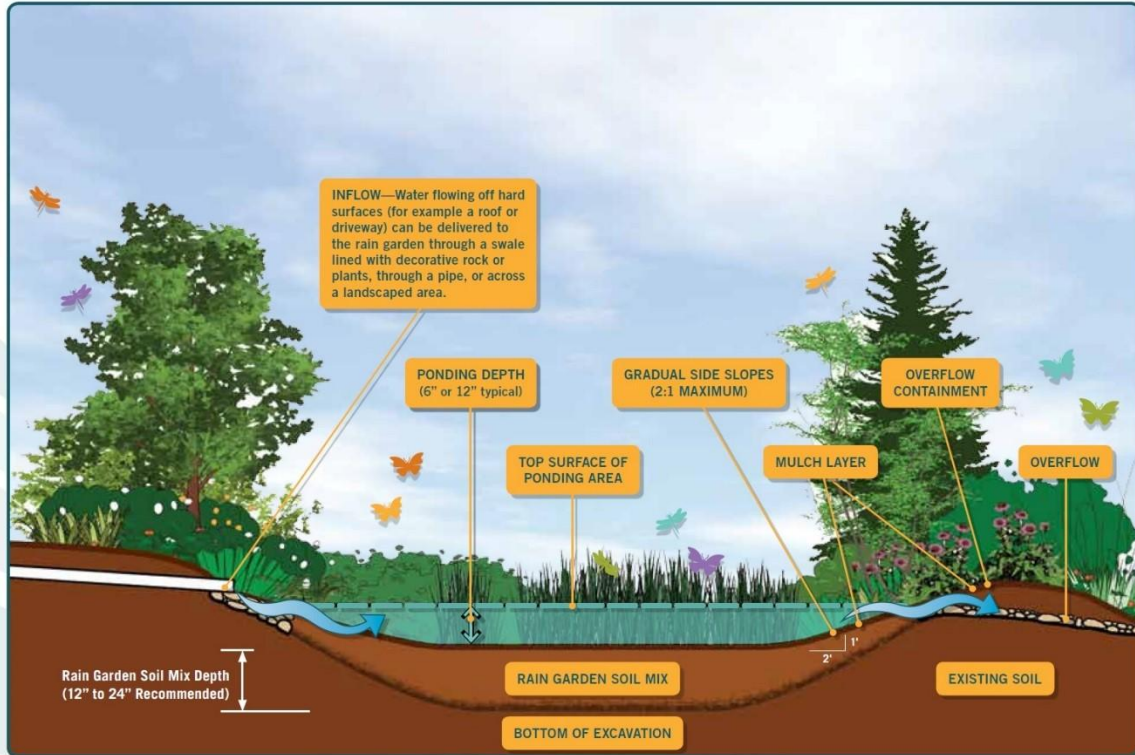 INFLOW—Water flowing off hard
surfaces (for example a roof or
driveway) can be delivered to
the rain garden through a swale
lined with decorative rock or
plants, through a pipe, or across
a landscaped area.
PONDING DEPTH
(6” or 12” typical)
GRADUAL SIDE SLOPES
(2:1 MAXIMUM)
OVERFLOW
CONTAINMENT
TOP SURFACE OF
PONDING AREA
MULCH LAYER
OVERFLOW
1'
2'
Rain Garden Soil Mix Depth
(12” to 24” Recommended)
RAIN GARDEN SOIL MIX
EXISTING SOIL
BOTTOM OF EXCAVATION